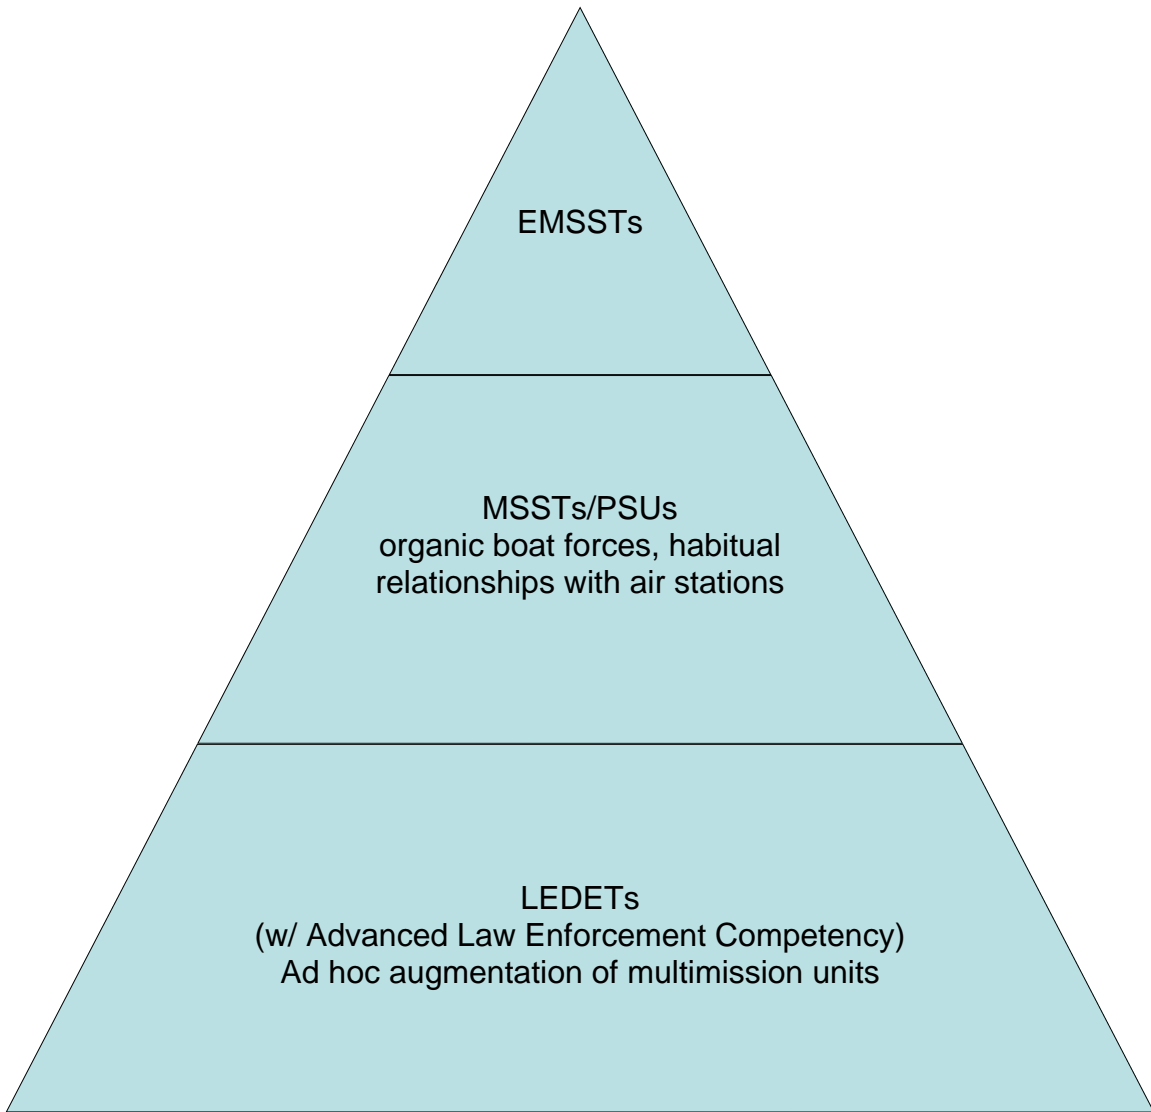 EMSSTs
MSSTs/PSUs
organic boat forces, habitual
relationships with air stations
LEDETs
(w/ Advanced Law Enforcement Competency)
Ad hoc augmentation of multimission units